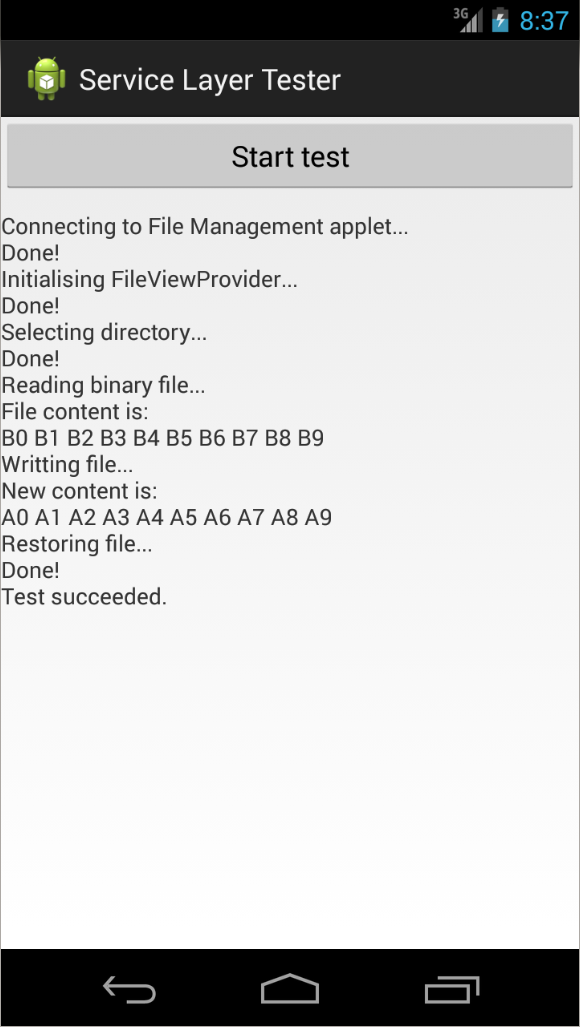 3G 8:37
Service Layer Tester
Start test
Connecting to File Management applet...
Done!
Initialising FileViewProvider...
Done!
Selecting directory...
Done!
Reading binary file...
File content is:
B0 B1 B2 B3 B4 B5 B6 B7 B8 B9
Writting file...
New content is:
A0 A1 A2 A3 A4 A5 A6 A7 A8 A9
Restoring file...
Done!
Test succeeded.